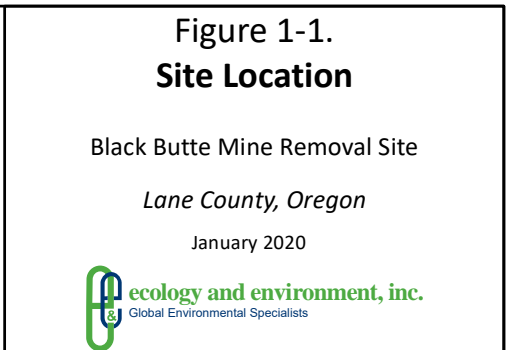 Figure 1-1.
Site Location
Black Butte Mine Removal Site
Lane County, Oregon
January 2020
e&e
ecology and environment, inc.
Global Environmental Specialists